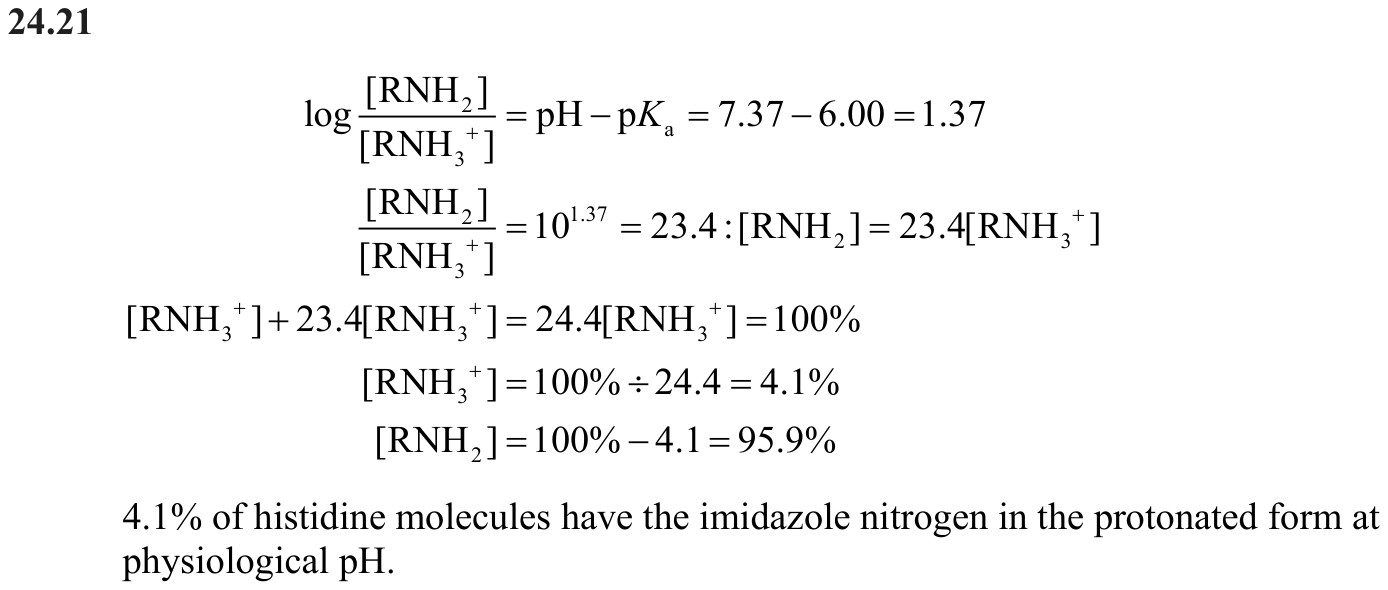 24.21
log [RNH₂]/[RNH₃⁺] = pH − pKₐ = 7.37 − 6.00 = 1.37
[RNH₂]/[RNH₃⁺] = 10¹·³⁷ = 23.4 : [RNH₂] = 23.4[RNH₃⁺]
[RNH₃⁺] + 23.4[RNH₃⁺] = 24.4[RNH₃⁺] = 100%
[RNH₃⁺] = 100% ÷ 24.4 = 4.1%
[RNH₂] = 100% − 4.1 = 95.9%
4.1% of histidine molecules have the imidazole nitrogen in the protonated form at
physiological pH.